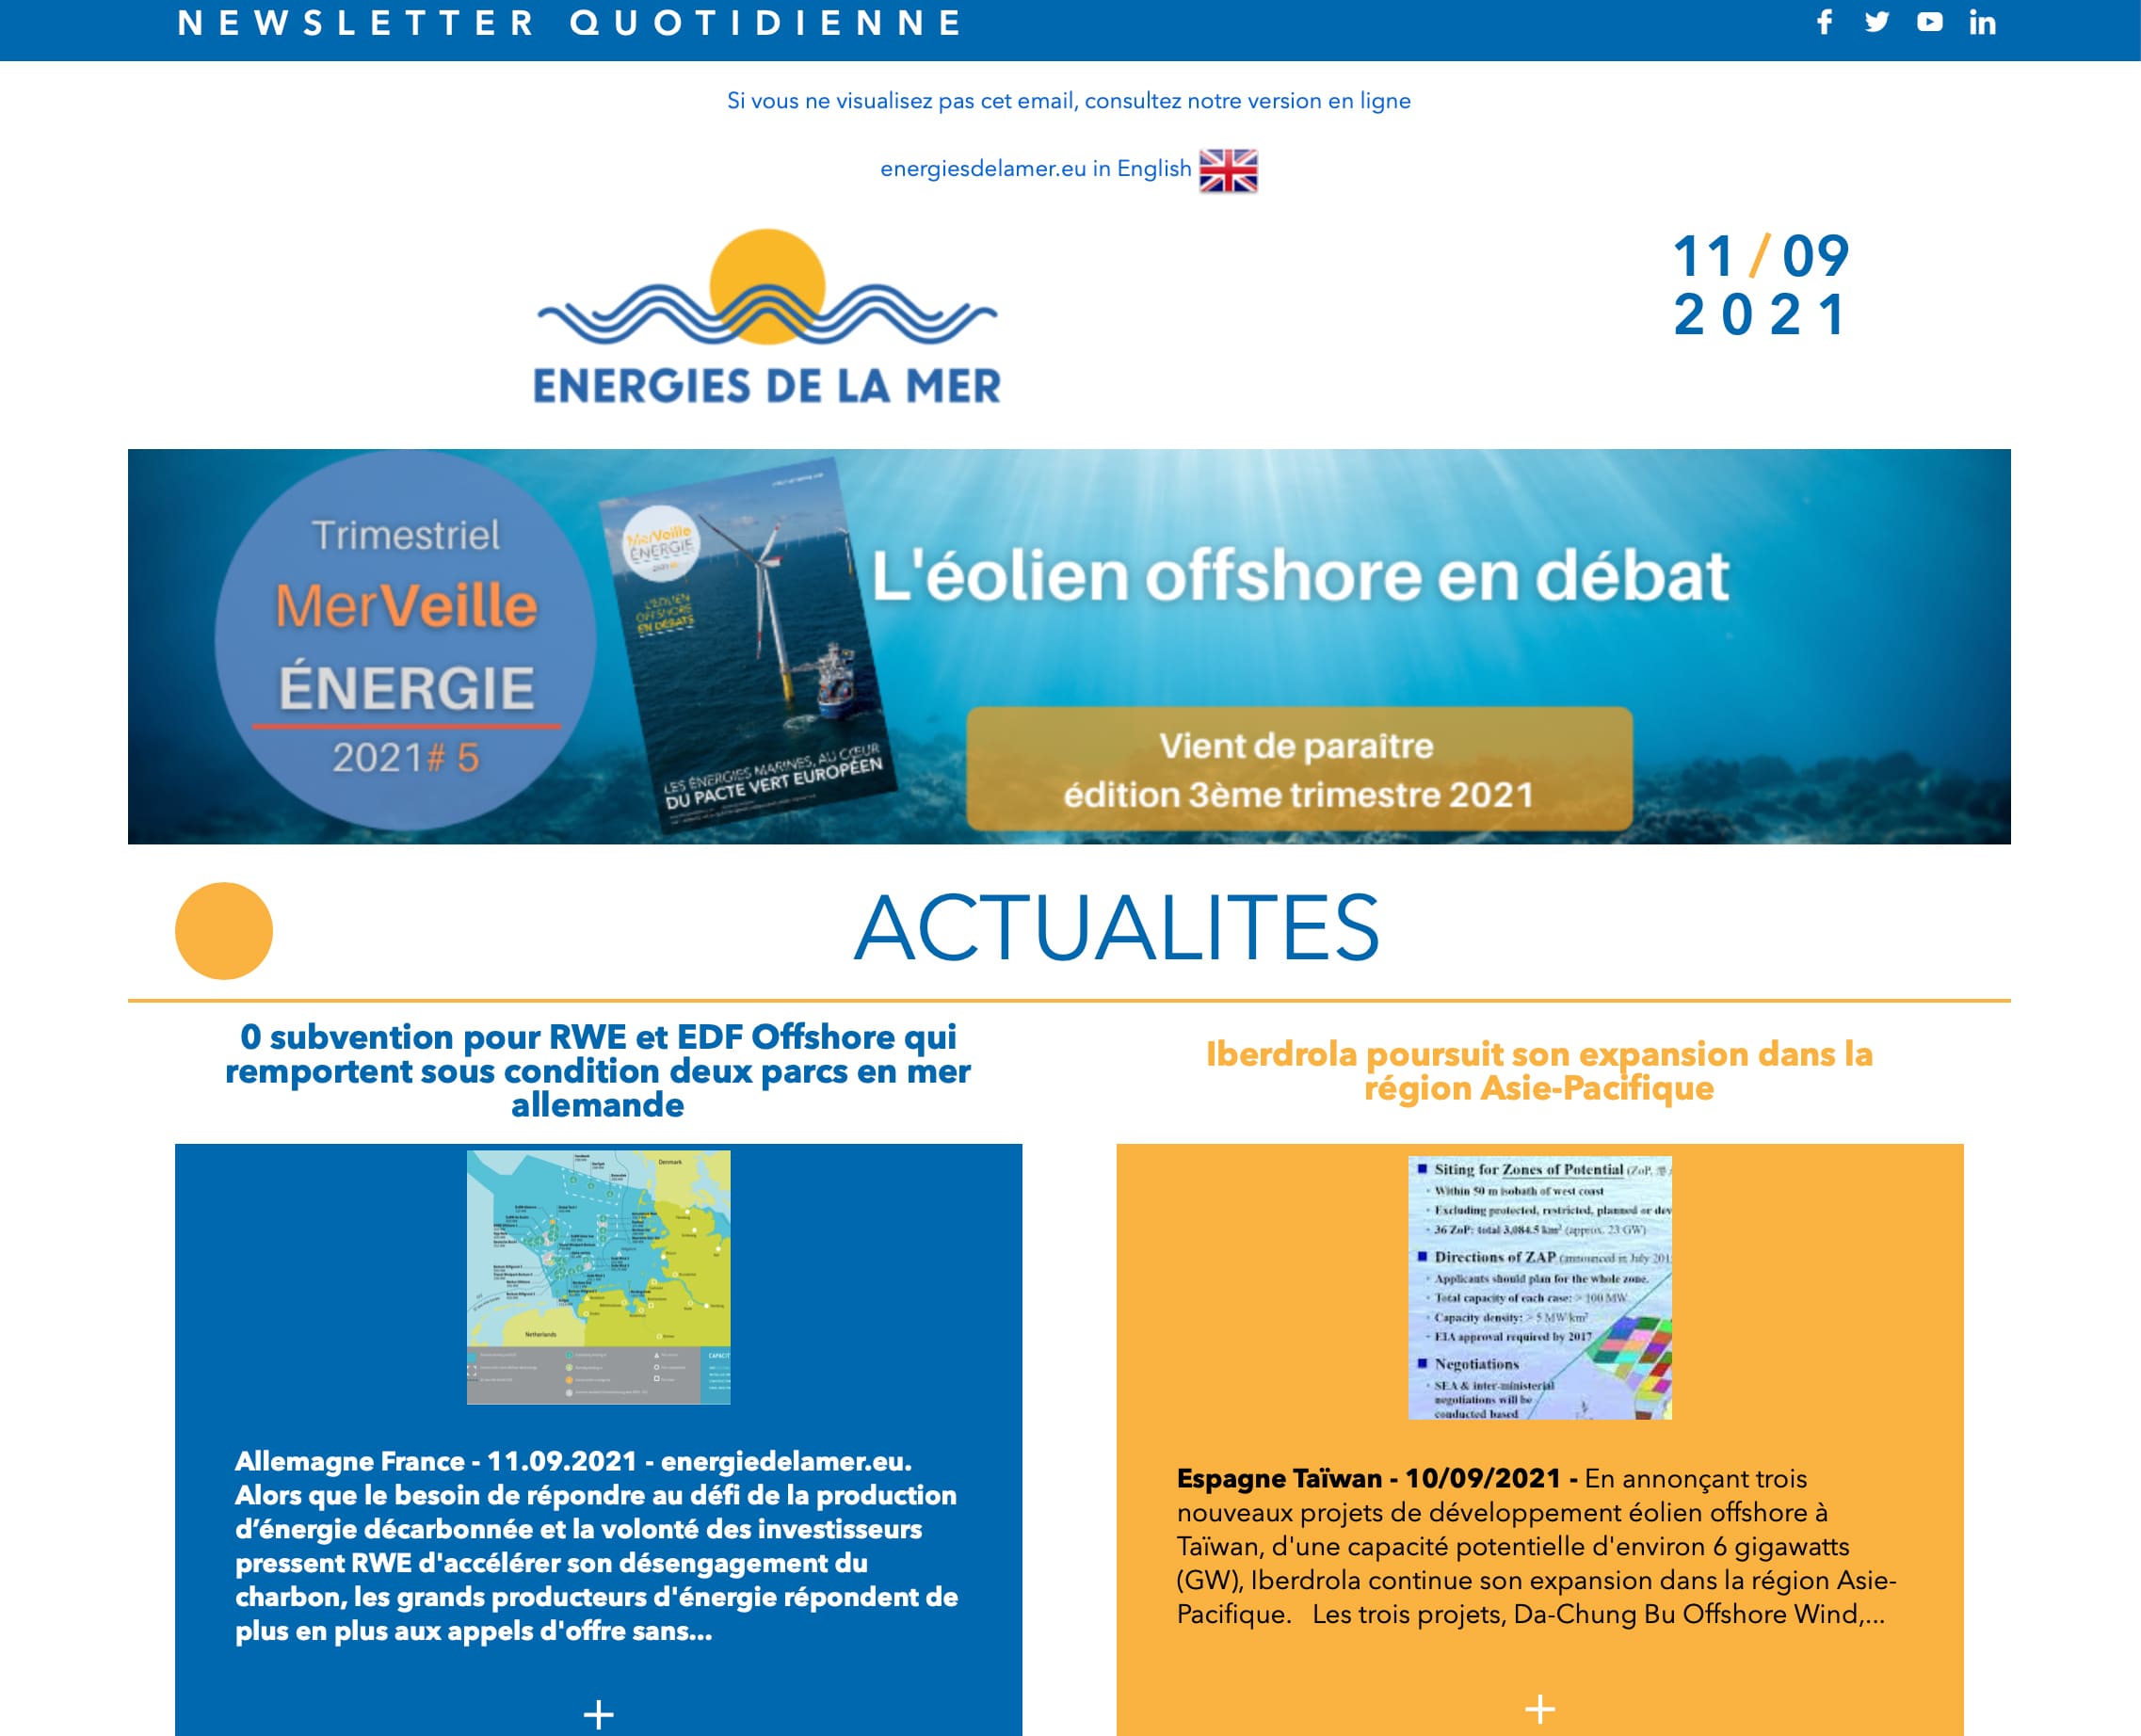 NEWSLETTER QUOTIDIENNE
Si vous ne visualisez pas cet email, consultez notre version en ligne
energiesdelamer.eu in English
11/09
2021
ENERGIES DE LA MER
Trimestriel
MerVeille
ÉNERGIE
2021# 5
MerVeille
ÉNERGIE
L'ÉOLIEN
OFFSHORE
EN DÉBATS
LES ÉNERGIES MARINES, AU CŒUR
DU PACTE VERT EUROPÉEN
L'éolien offshore en débat
Vient de paraître
édition 3ème trimestre 2021
ACTUALITES
0 subvention pour RWE et EDF Offshore qui
remportent sous condition deux parcs en mer
allemande
Denmark
Netherlands
CAPACIT
Allemagne France - 11.09.2021 - energiedelamer.eu.
Alors que le besoin de répondre au défi de la production
d’énergie décarbonnée et la volonté des investisseurs
pressent RWE d'accélérer son désengagement du
charbon, les grands producteurs d'énergie répondent de
plus en plus aux appels d'offre sans...
+
Iberdrola poursuit son expansion dans la
région Asie-Pacifique
Siting for Zones of Potential (ZoP,
Within 50 m isobath of west coast
Excluding protected, restricted, planned or dev
36 ZoP: total 3,084.5 km² (approx. 23 GW)
Directions of ZAP (announced in July 201
Applicants should plan for the whole zone.
Total capacity of each case: > 100 MW
Capacity density: > 5 MW/km²
EIA approval required by 2017
Negotiations
SEA & inter-ministerial
negotiations will be
conducted based
Espagne Taïwan - 10/09/2021 - En annonçant trois
nouveaux projets de développement éolien offshore à
Taïwan, d'une capacité potentielle d'environ 6 gigawatts
(GW), Iberdrola continue son expansion dans la région Asie-
Pacifique.   Les trois projets, Da-Chung Bu Offshore Wind,...
+